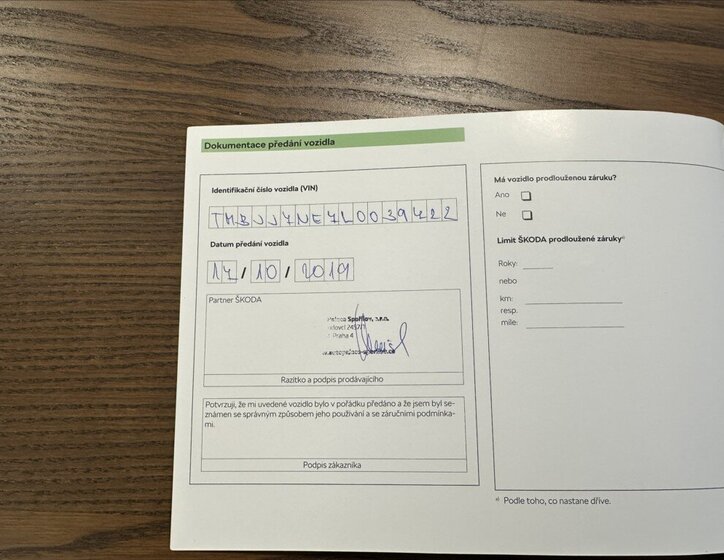 Dokumentace předání vozidla
Identifikační číslo vozidla (VIN)
TMBJJ7NE7L0039422
Datum předání vozidla
17/10/2019
Partner ŠKODA
Spořilov, s.r.o.
Praha 4
Razítko a podpis prodávajícího
Potvrzuji, že mi uvedené vozidlo bylo v pořádku předáno a že jsem byl se-
známen se správným způsobem jeho používání a se záručními podmínka-
mi.
Podpis zákazníka
Má vozidlo prodlouženou záruku?
Ano
Ne
Limit ŠKODA prodloužené záruky a)
Roky:
nebo
km:
resp.
míle:
a) Podle toho, co nastane dříve.